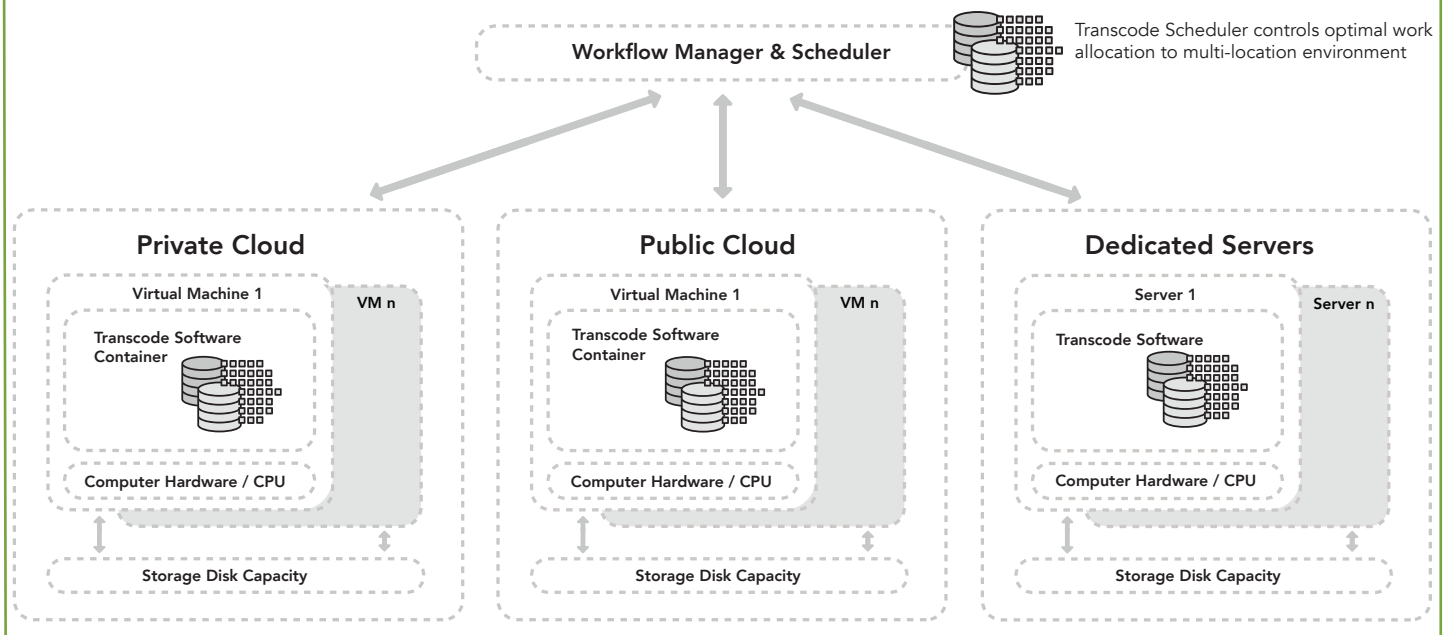 Workflow Manager & Scheduler
Transcode Scheduler controls optimal work
allocation to multi-location environment
Private Cloud
Virtual Machine 1
VM n
Transcode Software
Container
Computer Hardware / CPU
Storage Disk Capacity
Public Cloud
Virtual Machine 1
VM n
Transcode Software
Container
Computer Hardware / CPU
Storage Disk Capacity
Dedicated Servers
Server 1
Server n
Transcode Software
Computer Hardware / CPU
Storage Disk Capacity